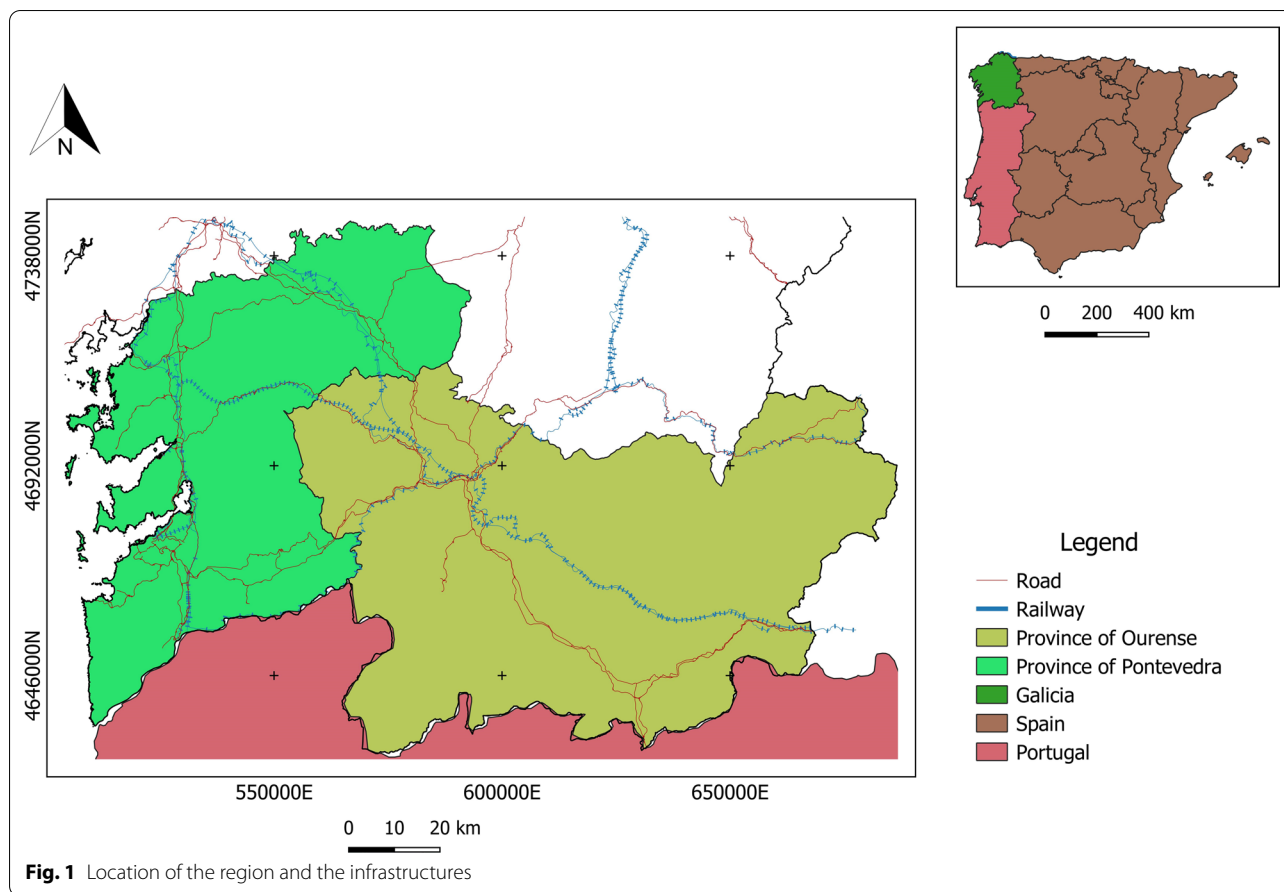 N
4738000N
4692000N
4646000N
550000E
600000E
650000E
0 10 20 km
0 200 400 km
Legend
Road
Railway
Province of Ourense
Province of Pontevedra
Galicia
Spain
Portugal
Fig. 1 Location of the region and the infrastructures